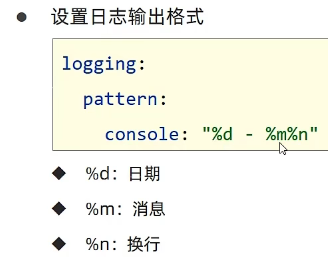 ● 设置日志输出格式
logging:
  pattern:
    console: "%d - %m%n"
◆ %d：日期
◆ %m：消息
◆ %n：换行